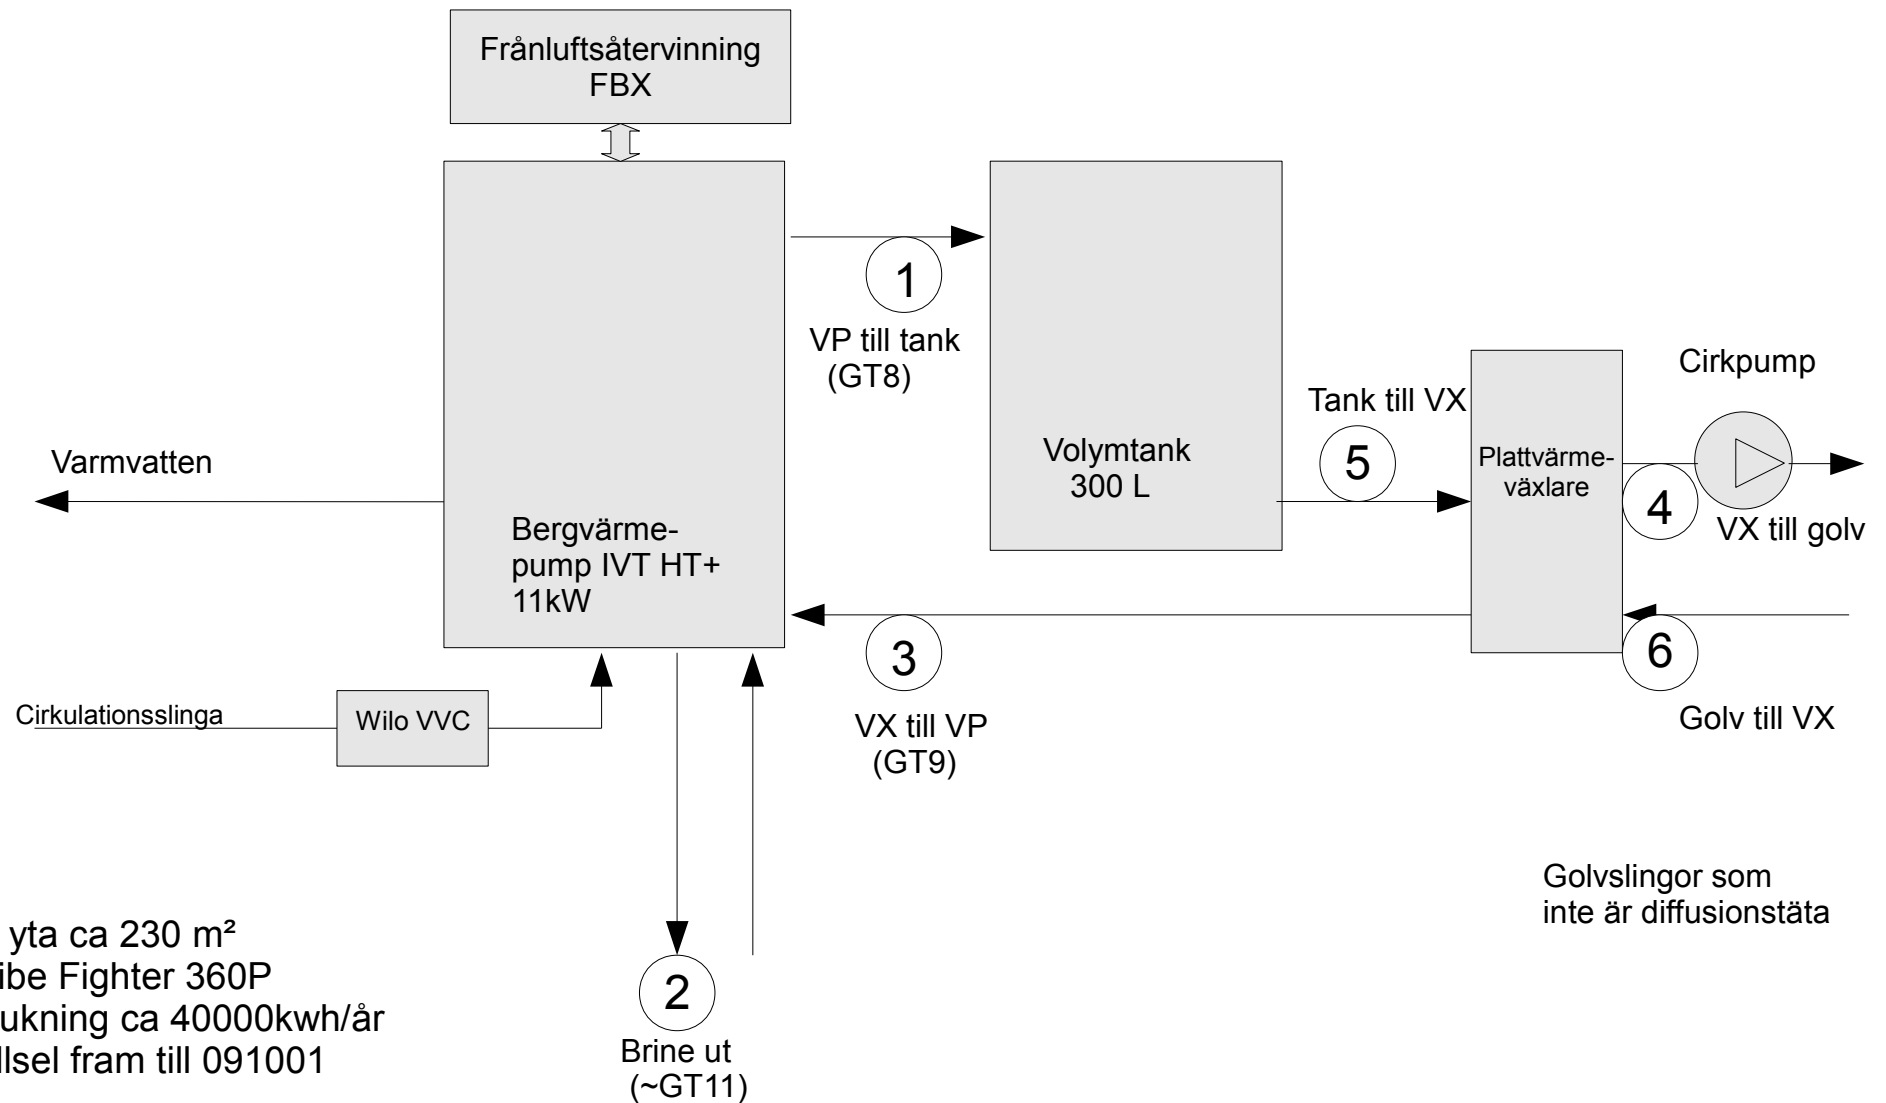 Frånluftsåtervinning
FBX
1
VP till tank
(GT8)
Cirkpump
Tank till VX
5
Volymtank
300 L
Plattvärme-
växlare
4
VX till golv
Varmvatten
Bergvärme-
pump IVT HT+
11kW
3
VX till VP
(GT9)
6
Golv till VX
Cirkulationsslinga
Wilo VVC
Golvslingor som
inte är diffusionstäta
yta ca 230 m²
ibe Fighter 360P
ukning ca 40000kwh/år
llsel fram till 091001
2
Brine ut
(~GT11)